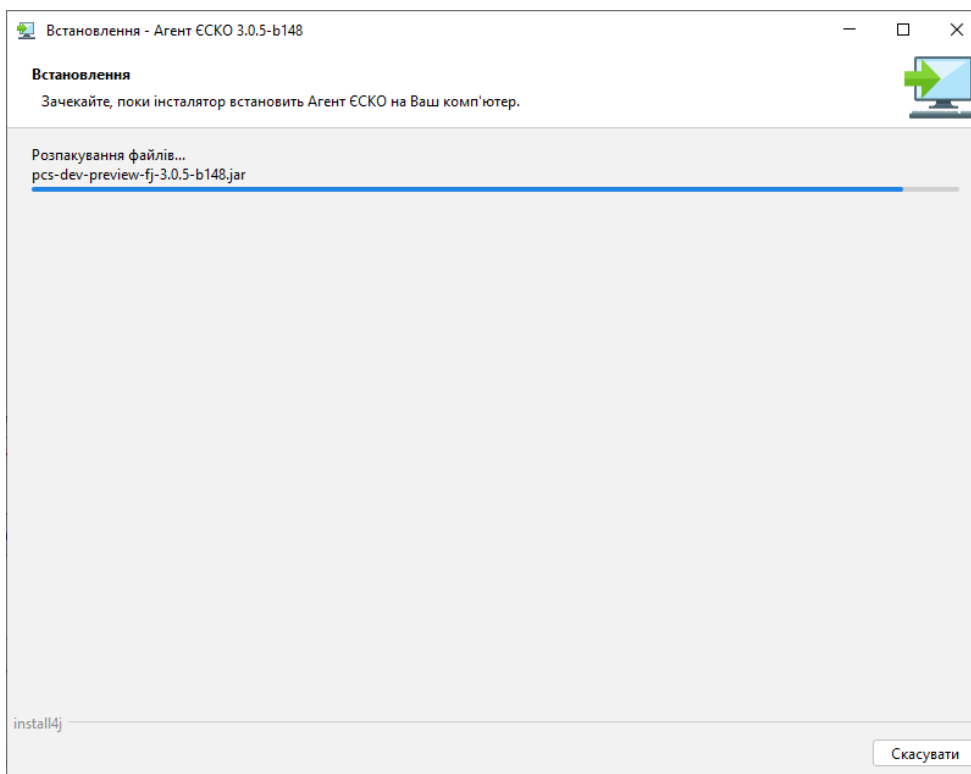 Встановлення - Агент ЄСКО 3.0.5-b148
Встановлення
Зачекайте, поки інсталятор встановить Агент ЄСКО на Ваш комп'ютер.
Розпакування файлів...
pcs-dev-preview-fj-3.0.5-b148.jar
install4j
Скасувати